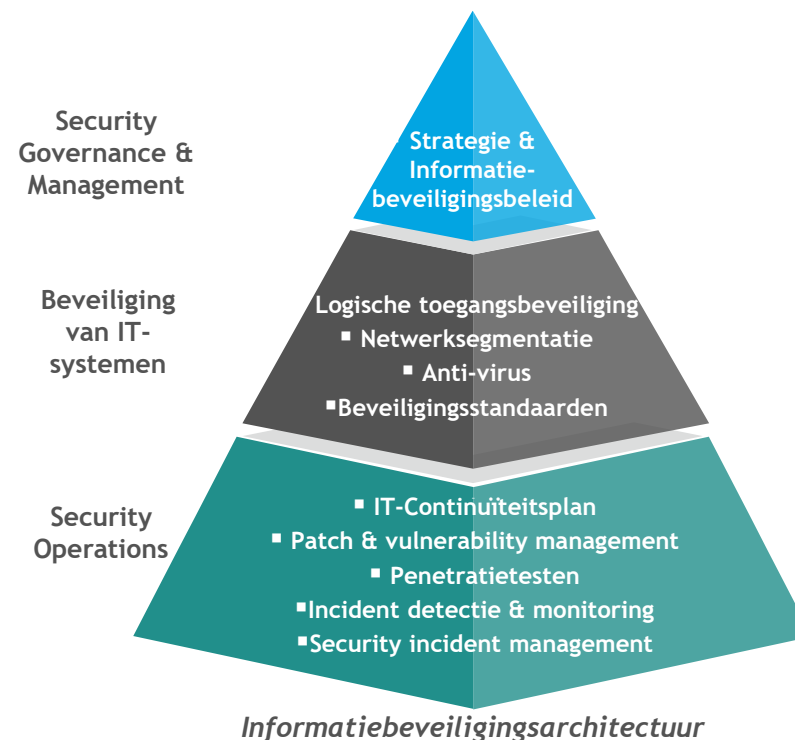 Security
Governance &
Management
Strategie &
Informatie-
beveiligingsbeleid
Beveiliging
van IT-
systemen
Logische toegangsbeveiliging
▪ Netwerksegmentatie
▪ Anti-virus
▪Beveiligingsstandaarden
Security
Operations
▪ IT-Continuïteitsplan
▪ Patch & vulnerability management
▪ Penetratietesten
▪Incident detectie & monitoring
▪Security incident management
Informatiebeveiligingsarchitectuur